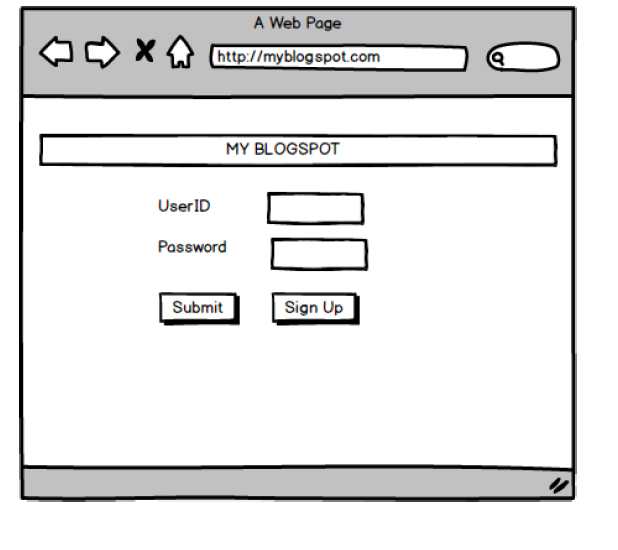 A Web Page
http://myblogspot.com
MY BLOGSPOT
UserID
Password
Submit Sign Up